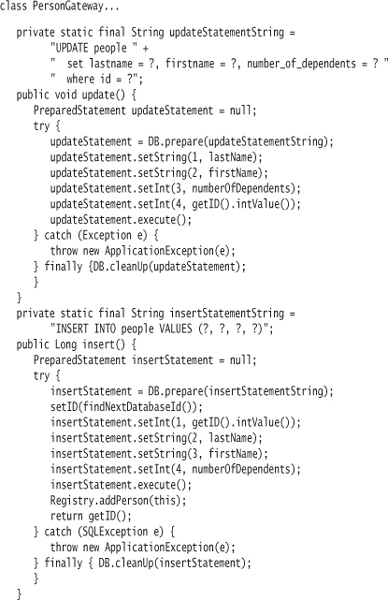 class PersonGateway...
private static final String updateStatementString =
"UPDATE people " +
"  set lastname = ?, firstname = ?, number_of_dependents = ? "
"  where id = ?";
public void update() {
PreparedStatement updateStatement = null;
try {
updateStatement = DB.prepare(updateStatementString);
updateStatement.setString(1, lastName);
updateStatement.setString(2, firstName);
updateStatement.setInt(3, numberOfDependents);
updateStatement.setInt(4, getID().intValue());
updateStatement.execute();
} catch (Exception e) {
throw new ApplicationException(e);
} finally {DB.cleanUp(updateStatement);
}
}
private static final String insertStatementString =
"INSERT INTO people VALUES (?, ?, ?, ?)";
public Long insert() {
PreparedStatement insertStatement = null;
try {
insertStatement = DB.prepare(insertStatementString);
setID(findNextDatabaseId());
insertStatement.setInt(1, getID().intValue());
insertStatement.setString(2, lastName);
insertStatement.setString(3, firstName);
insertStatement.setInt(4, numberOfDependents);
insertStatement.execute();
Registry.addPerson(this);
return getID();
} catch (SQLException e) {
throw new ApplicationException(e);
} finally { DB.cleanUp(insertStatement);
}
}